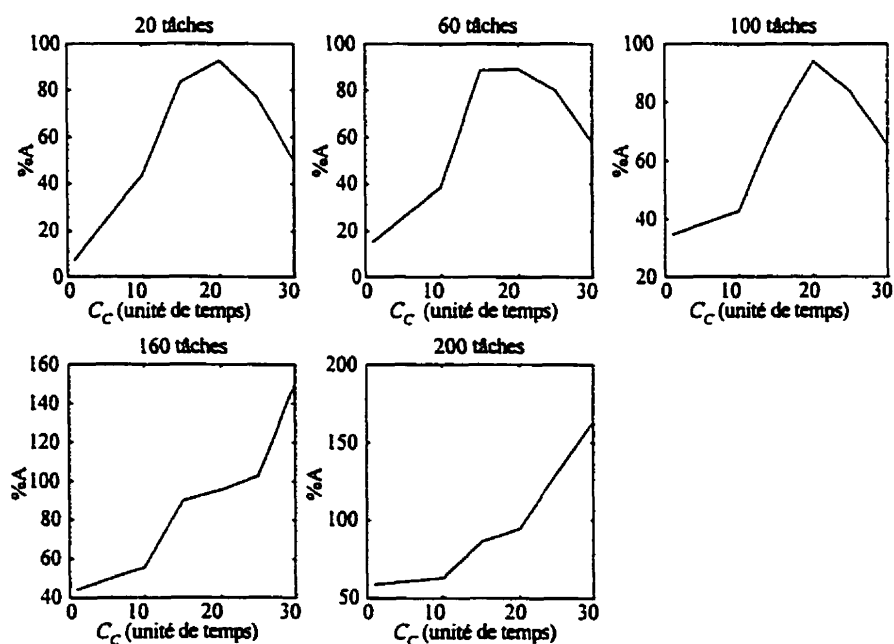 20 tâches
60 tâches
100 tâches
100
80
60
40
20
0
%A
0 10 20 30
C_C (unité de temps)
100
80
60
40
20
0
%A
0 10 20 30
C_C (unité de temps)
100
80
60
40
20
%A
0 10 20 30
C_C (unité de temps)
160 tâches
200 tâches
160
140
120
100
80
60
40
%A
0 10 20 30
C_C (unité de temps)
200
150
100
50
%A
0 10 20 30
C_C (unité de temps)